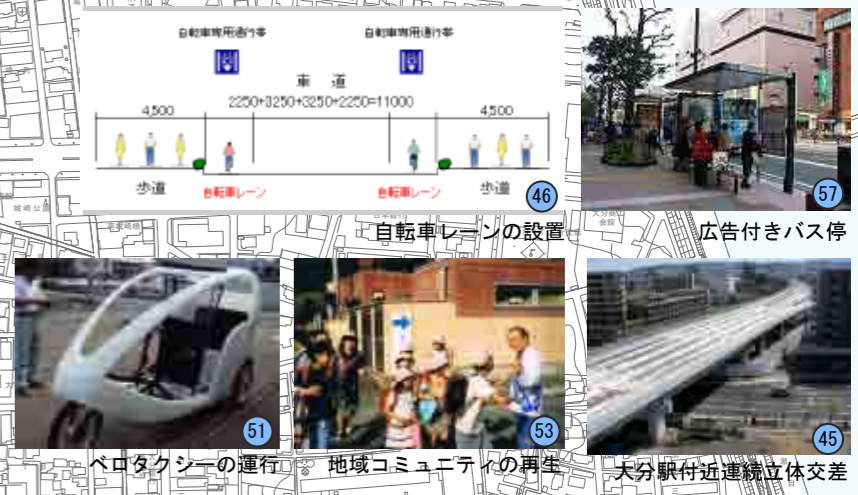 自転車専用通行帯
自転車専用通行帯
車 道
2250+3250+3250+2250=11000
4,500
4,500
歩道
自転車レーン
自転車レーン
歩道
46
57
自転車レーンの設置
広告付きバス停
城崎公園
51
53
45
ベロタクシーの運行
地域コミュニティの再生
大分駅付近連続立体交差